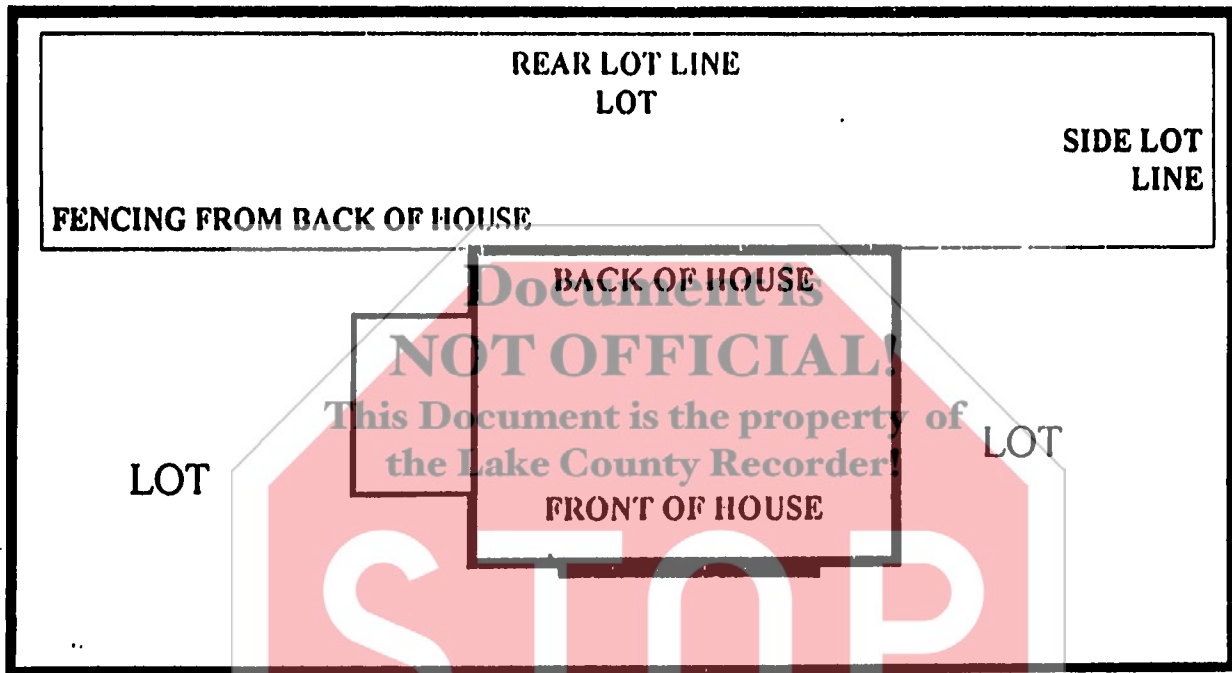 REAR LOT LINE
LOT
SIDE LOT
LINE
FENCING FROM BACK OF HOUSE
BACK OF HOUSE
Document is
NOT OFFICIAL!
This Document is the property of
the Lake County Recorder!
LOT
LOT
FRONT OF HOUSE
STOP